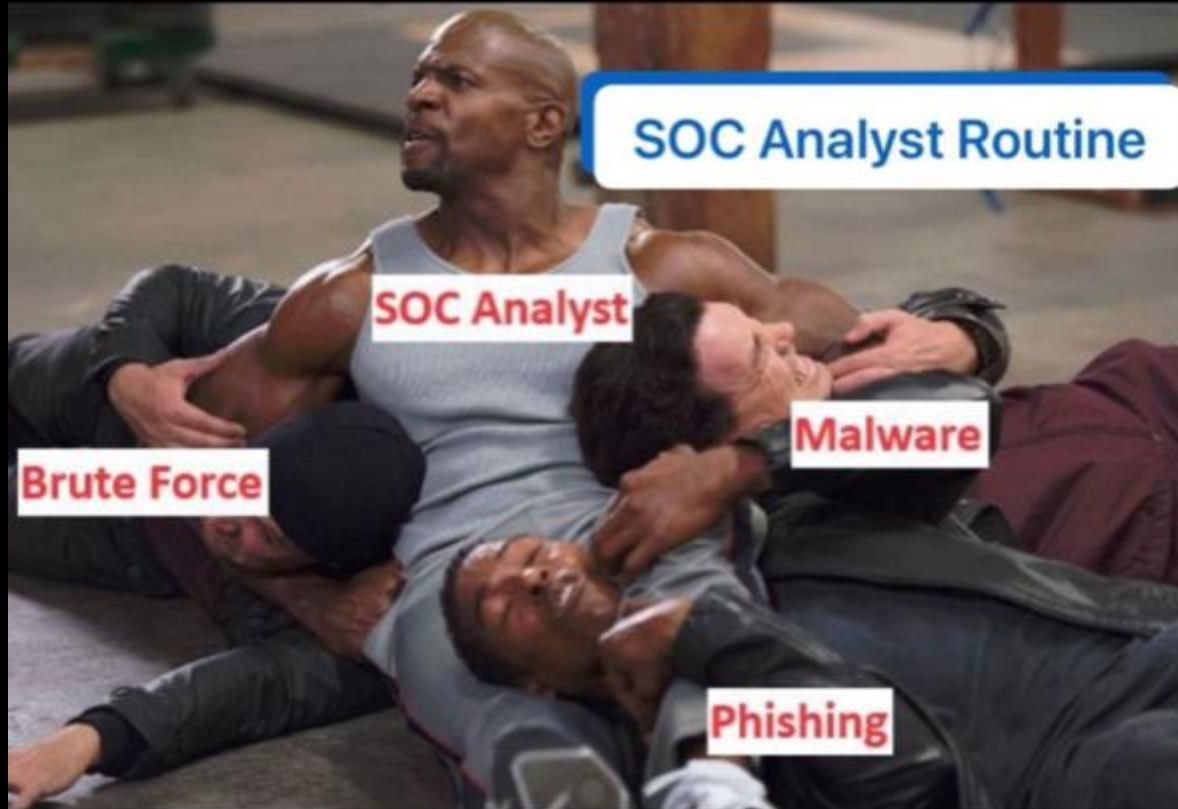 SOC Analyst Routine
SOC Analyst
Malware
Brute Force
Phishing